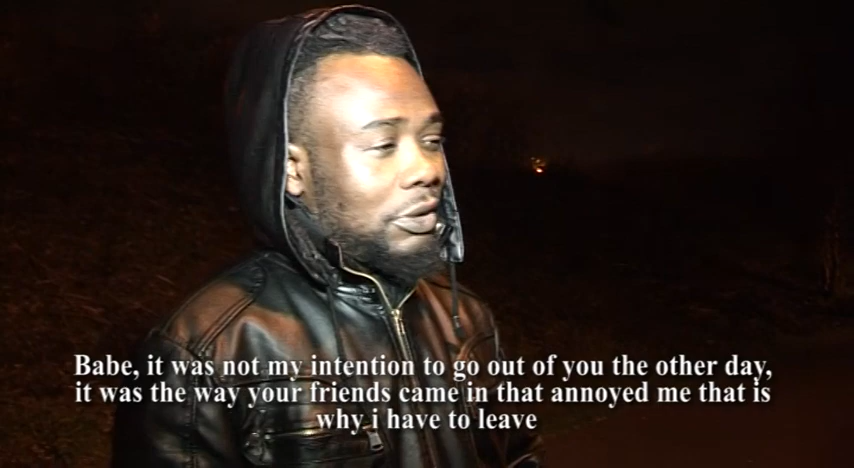 Babe, it was not my intention to go out of you the other day,
it was the way your friends came in that annoyed me that is
why i have to leave